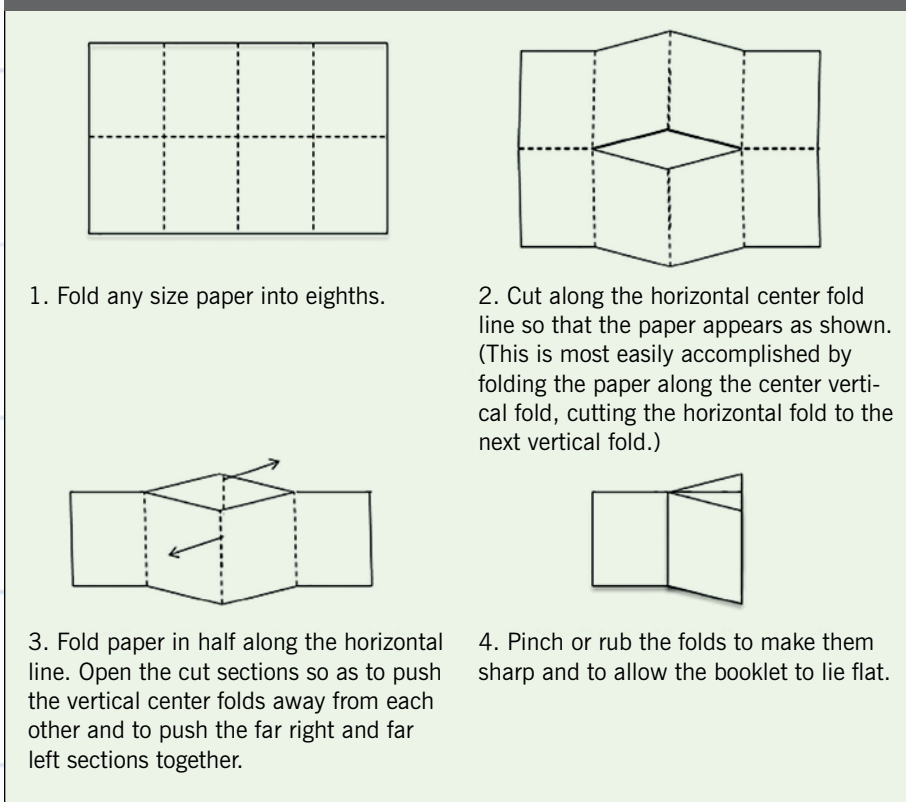 1. Fold any size paper into eighths.
2. Cut along the horizontal center fold
line so that the paper appears as shown.
(This is most easily accomplished by
folding the paper along the center verti-
cal fold, cutting the horizontal fold to the
next vertical fold.)
3. Fold paper in half along the horizontal
line. Open the cut sections so as to push
the vertical center folds away from each
other and to push the far right and far
left sections together.
4. Pinch or rub the folds to make them
sharp and to allow the booklet to lie flat.